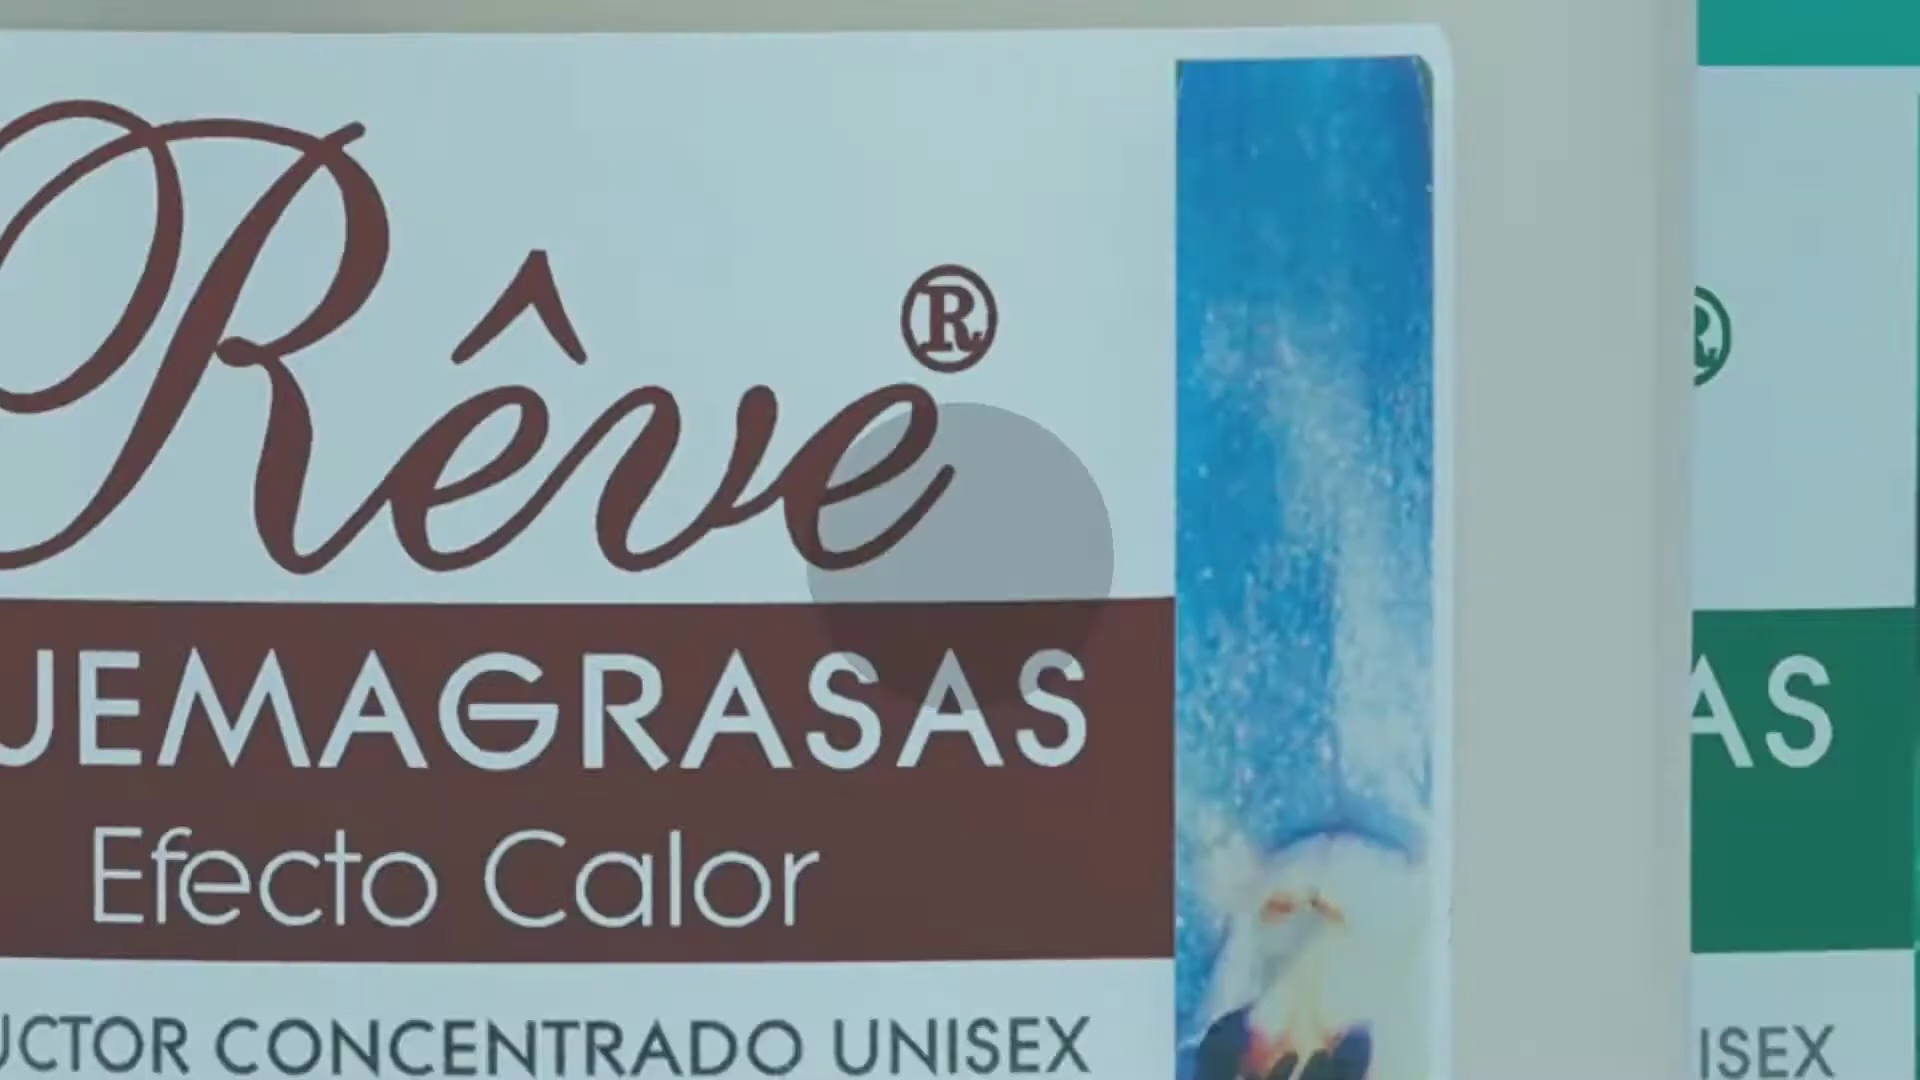 Rêve®
UEMAGRASAS
Efecto Calor
UCTOR CONCENTRADO UNISEX
®
AS
ISEX